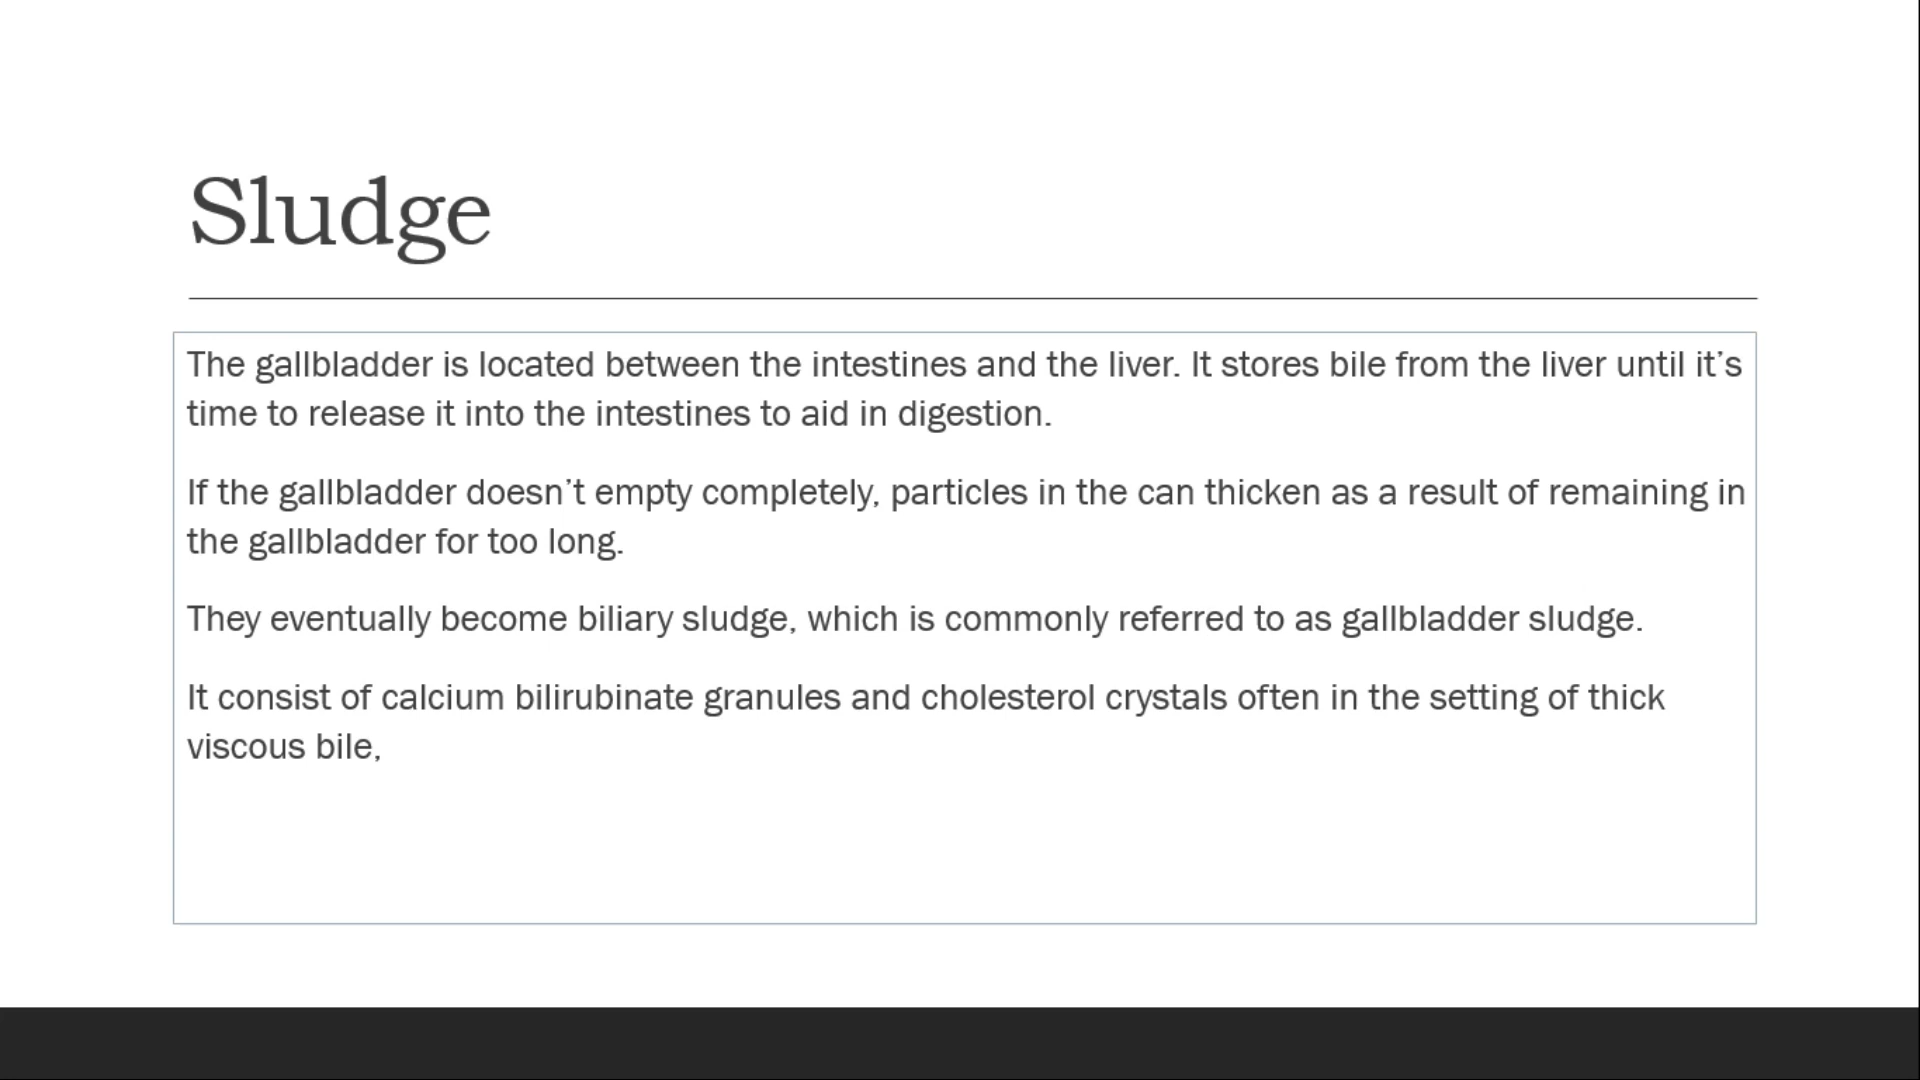 Sludge
The gallbladder is located between the intestines and the liver. It stores bile from the liver until it’s
time to release it into the intestines to aid in digestion.
If the gallbladder doesn’t empty completely, particles in the can thicken as a result of remaining in
the gallbladder for too long.
They eventually become biliary sludge, which is commonly referred to as gallbladder sludge.
It consist of calcium bilirubinate granules and cholesterol crystals often in the setting of thick
viscous bile,